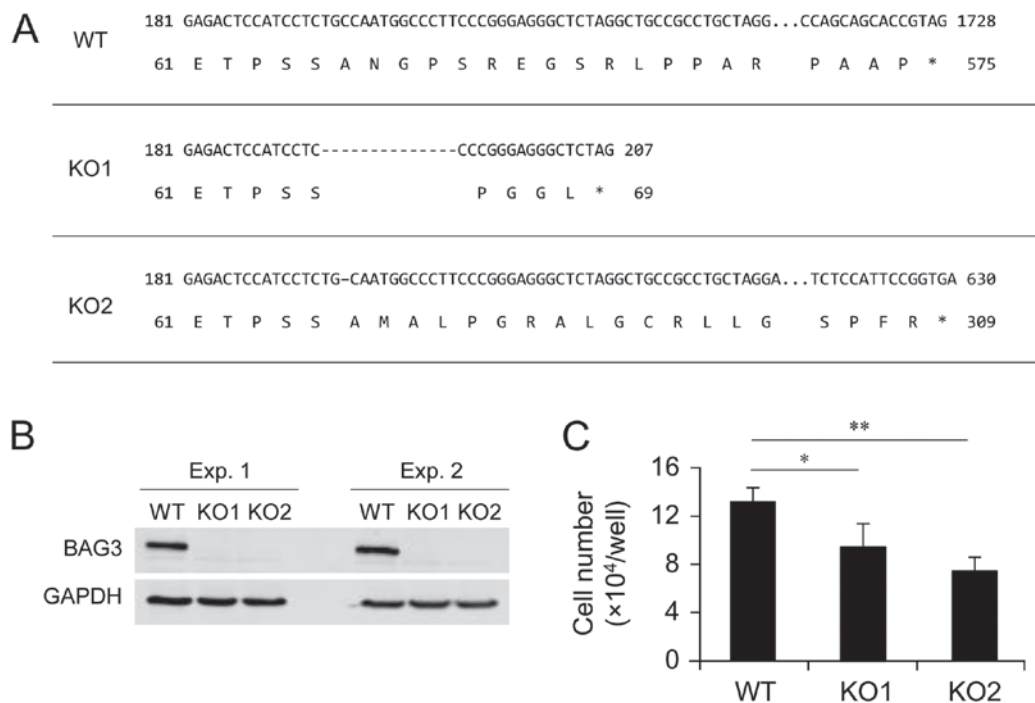 A
WT
181 GAGACTCCATCCTCTGCCAATGGCCCTTCCCGGGAGGGCTCTAGGCTGCCGCCTGCTAGG...CCAGCAGCACCGTAG 1728
61 E T P S S A N G P S R E G S R L P P A R P A A P * 575
KO1
181 GAGACTCCATCCTC--------------CCCGGGAGGGCTCTAG 207
61 E T P S S P G G L * 69
KO2
181 GAGACTCCATCCTCTG-CAATGGCCCTTCCCGGGAGGGCTCTAGGCTGCCGCCTGCTAGGA...TCTCCATTCCGGTGA 630
61 E T P S S A M A L P G R A L G C R L L G S P F R * 309
B
Exp. 1 Exp. 2
WT KO1 KO2 WT KO1 KO2
BAG3
GAPDH
C
**
*
Cell number
(×10⁴/well)
16
12
8
4
0
WT KO1 KO2